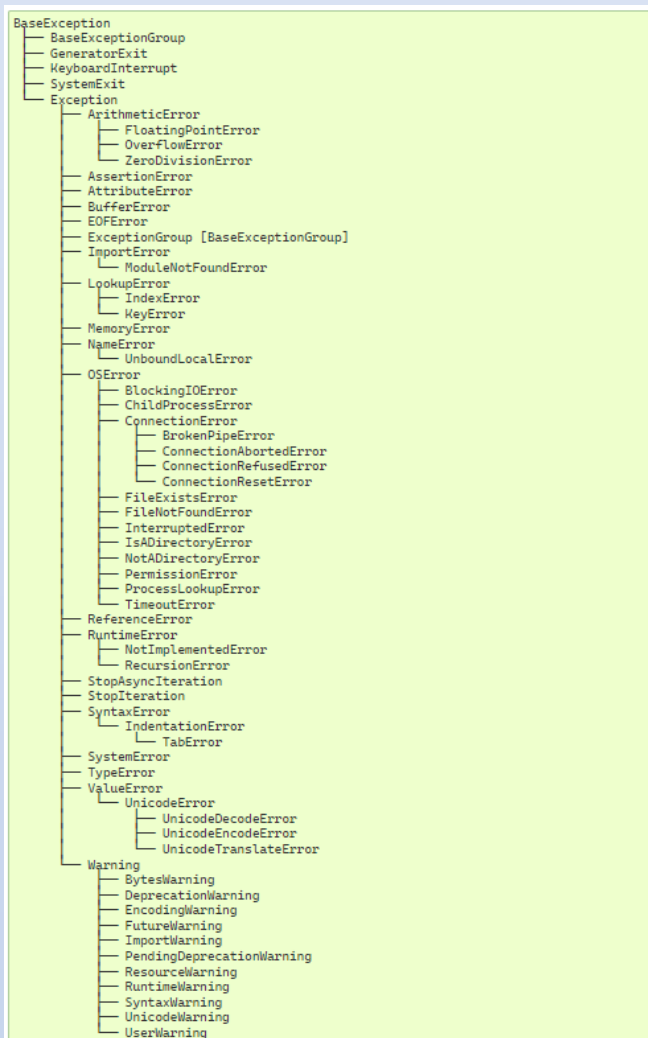 BaseException
├── BaseExceptionGroup
├── GeneratorExit
├── KeyboardInterrupt
├── SystemExit
└── Exception
     ├── ArithmeticError
     │    ├── FloatingPointError
     │    ├── OverflowError
     │    └── ZeroDivisionError
     ├── AssertionError
     ├── AttributeError
     ├── BufferError
     ├── EOFError
     ├── ExceptionGroup [BaseExceptionGroup]
     ├── ImportError
     │    └── ModuleNotFoundError
     ├── LookupError
     │    ├── IndexError
     │    └── KeyError
     ├── MemoryError
     ├── NameError
     │    └── UnboundLocalError
     ├── OSError
     │    ├── BlockingIOError
     │    ├── ChildProcessError
     │    ├── ConnectionError
     │    │    ├── BrokenPipeError
     │    │    ├── ConnectionAbortedError
     │    │    ├── ConnectionRefusedError
     │    │    └── ConnectionResetError
     │    ├── FileExistsError
     │    ├── FileNotFoundError
     │    ├── InterruptedError
     │    ├── IsADirectoryError
     │    ├── NotADirectoryError
     │    ├── PermissionError
     │    ├── ProcessLookupError
     │    └── TimeoutError
     ├── ReferenceError
     ├── RuntimeError
     │    ├── NotImplementedError
     │    └── RecursionError
     ├── StopAsyncIteration
     ├── StopIteration
     ├── SyntaxError
     │    └── IndentationError
     │         └── TabError
     ├── SystemError
     ├── TypeError
     ├── ValueError
     │    └── UnicodeError
     │         ├── UnicodeDecodeError
     │         ├── UnicodeEncodeError
     │         └── UnicodeTranslateError
     └── Warning
          ├── BytesWarning
          ├── DeprecationWarning
          ├── EncodingWarning
          ├── FutureWarning
          ├── ImportWarning
          ├── PendingDeprecationWarning
          ├── ResourceWarning
          ├── RuntimeWarning
          ├── SyntaxWarning
          ├── UnicodeWarning
          └── UserWarning